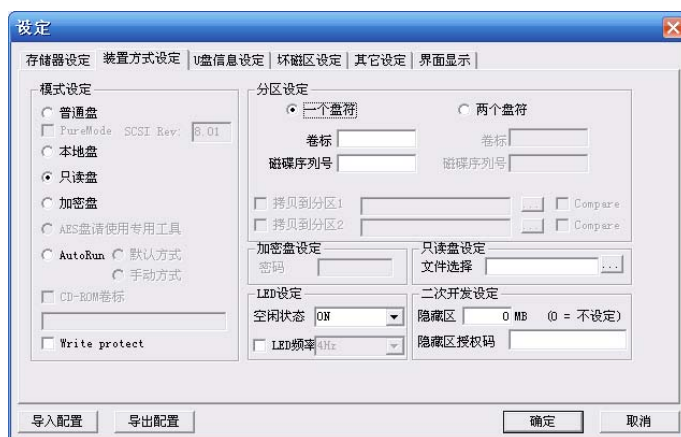 设定
存储器设定 装置方式设定 U盘信息设定 坏磁区设定 其它设定 界面显示
模式设定
普通盘
PureMode SCSI Rev: 8.01
本地盘
只读盘
加密盘
AES盘请使用专用工具
AutoRun 默认方式
手动方式
CD-ROM卷标
Write protect
分区设定
一个盘符 两个盘符
卷标 卷标
磁碟序列号 磁碟序列号
拷贝到分区1 ... Compare
拷贝到分区2 ... Compare
加密盘设定
密码
只读盘设定
文件选择 ...
LED设定
空闲状态 ON
LED频率 4Hz
二次开发设定
隐藏区 0 MB (0 = 不设定)
隐藏区授权码
导入配置 导出配置 确定 取消